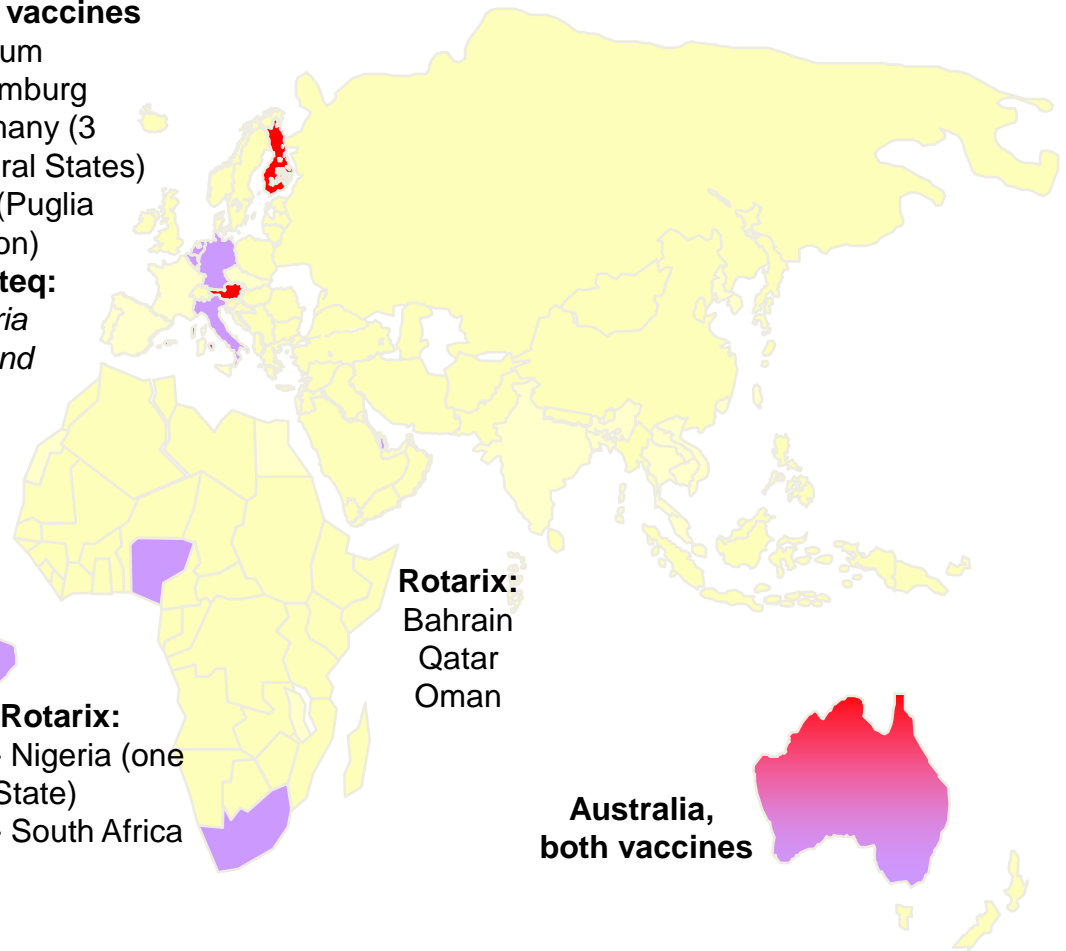 vaccines
um
mburg
many (3
ral States)
(Puglia
on)
teq:
ria
nd
Rotarix:
Bahrain
Qatar
Oman
Rotarix:
- Nigeria (one
State)
- South Africa
Australia,
both vaccines